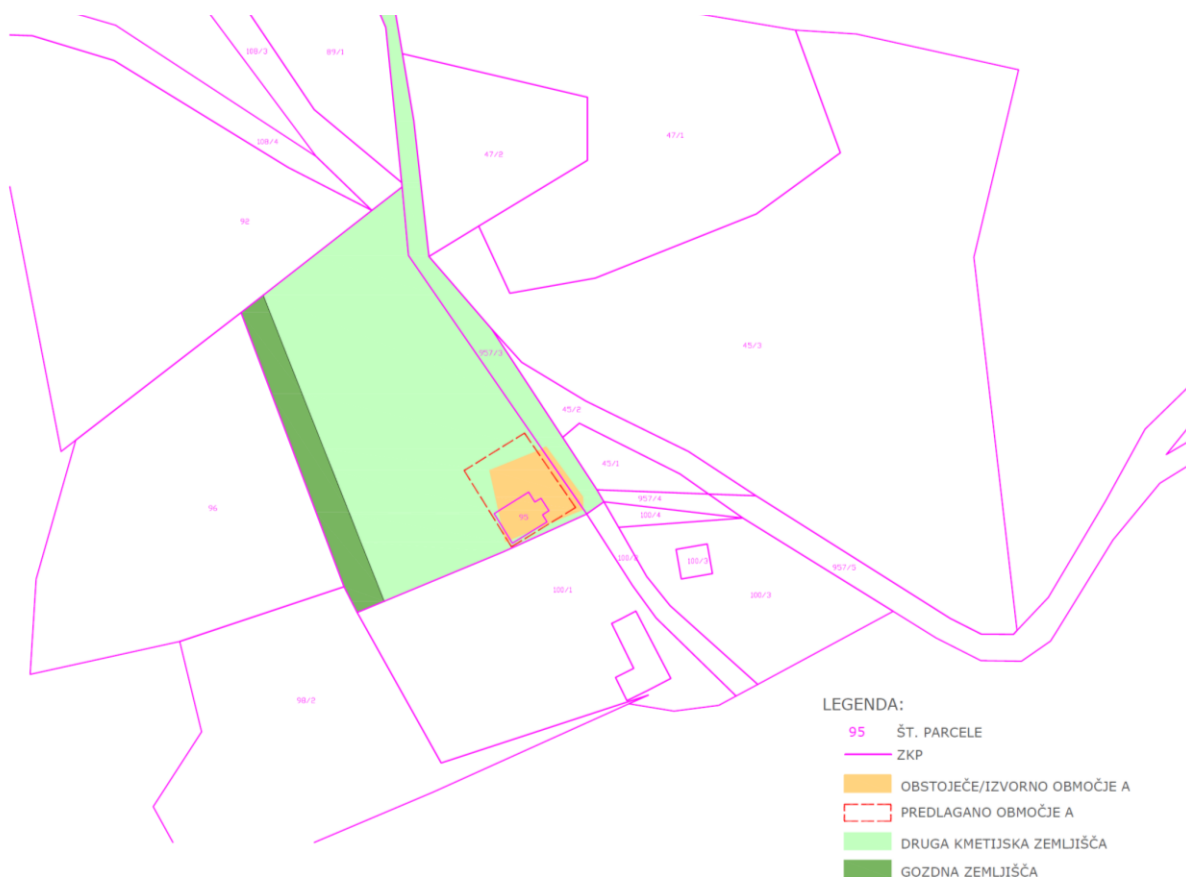 108/3
89/1
108/4
47/2
47/1
92
957/3
45/3
45/2
45/1
96
95
957/4
100/4
100/3
957/5
100/1
100/3
98/2
LEGENDA:
95 ŠT. PARCELE
ZKP
OBSTOJEČE/IZVORNO OBMOČJE A
PREDLAGANO OBMOČJE A
DRUGA KMETIJSKA ZEMLJIŠČA
GOZDNA ZEMLJIŠČA